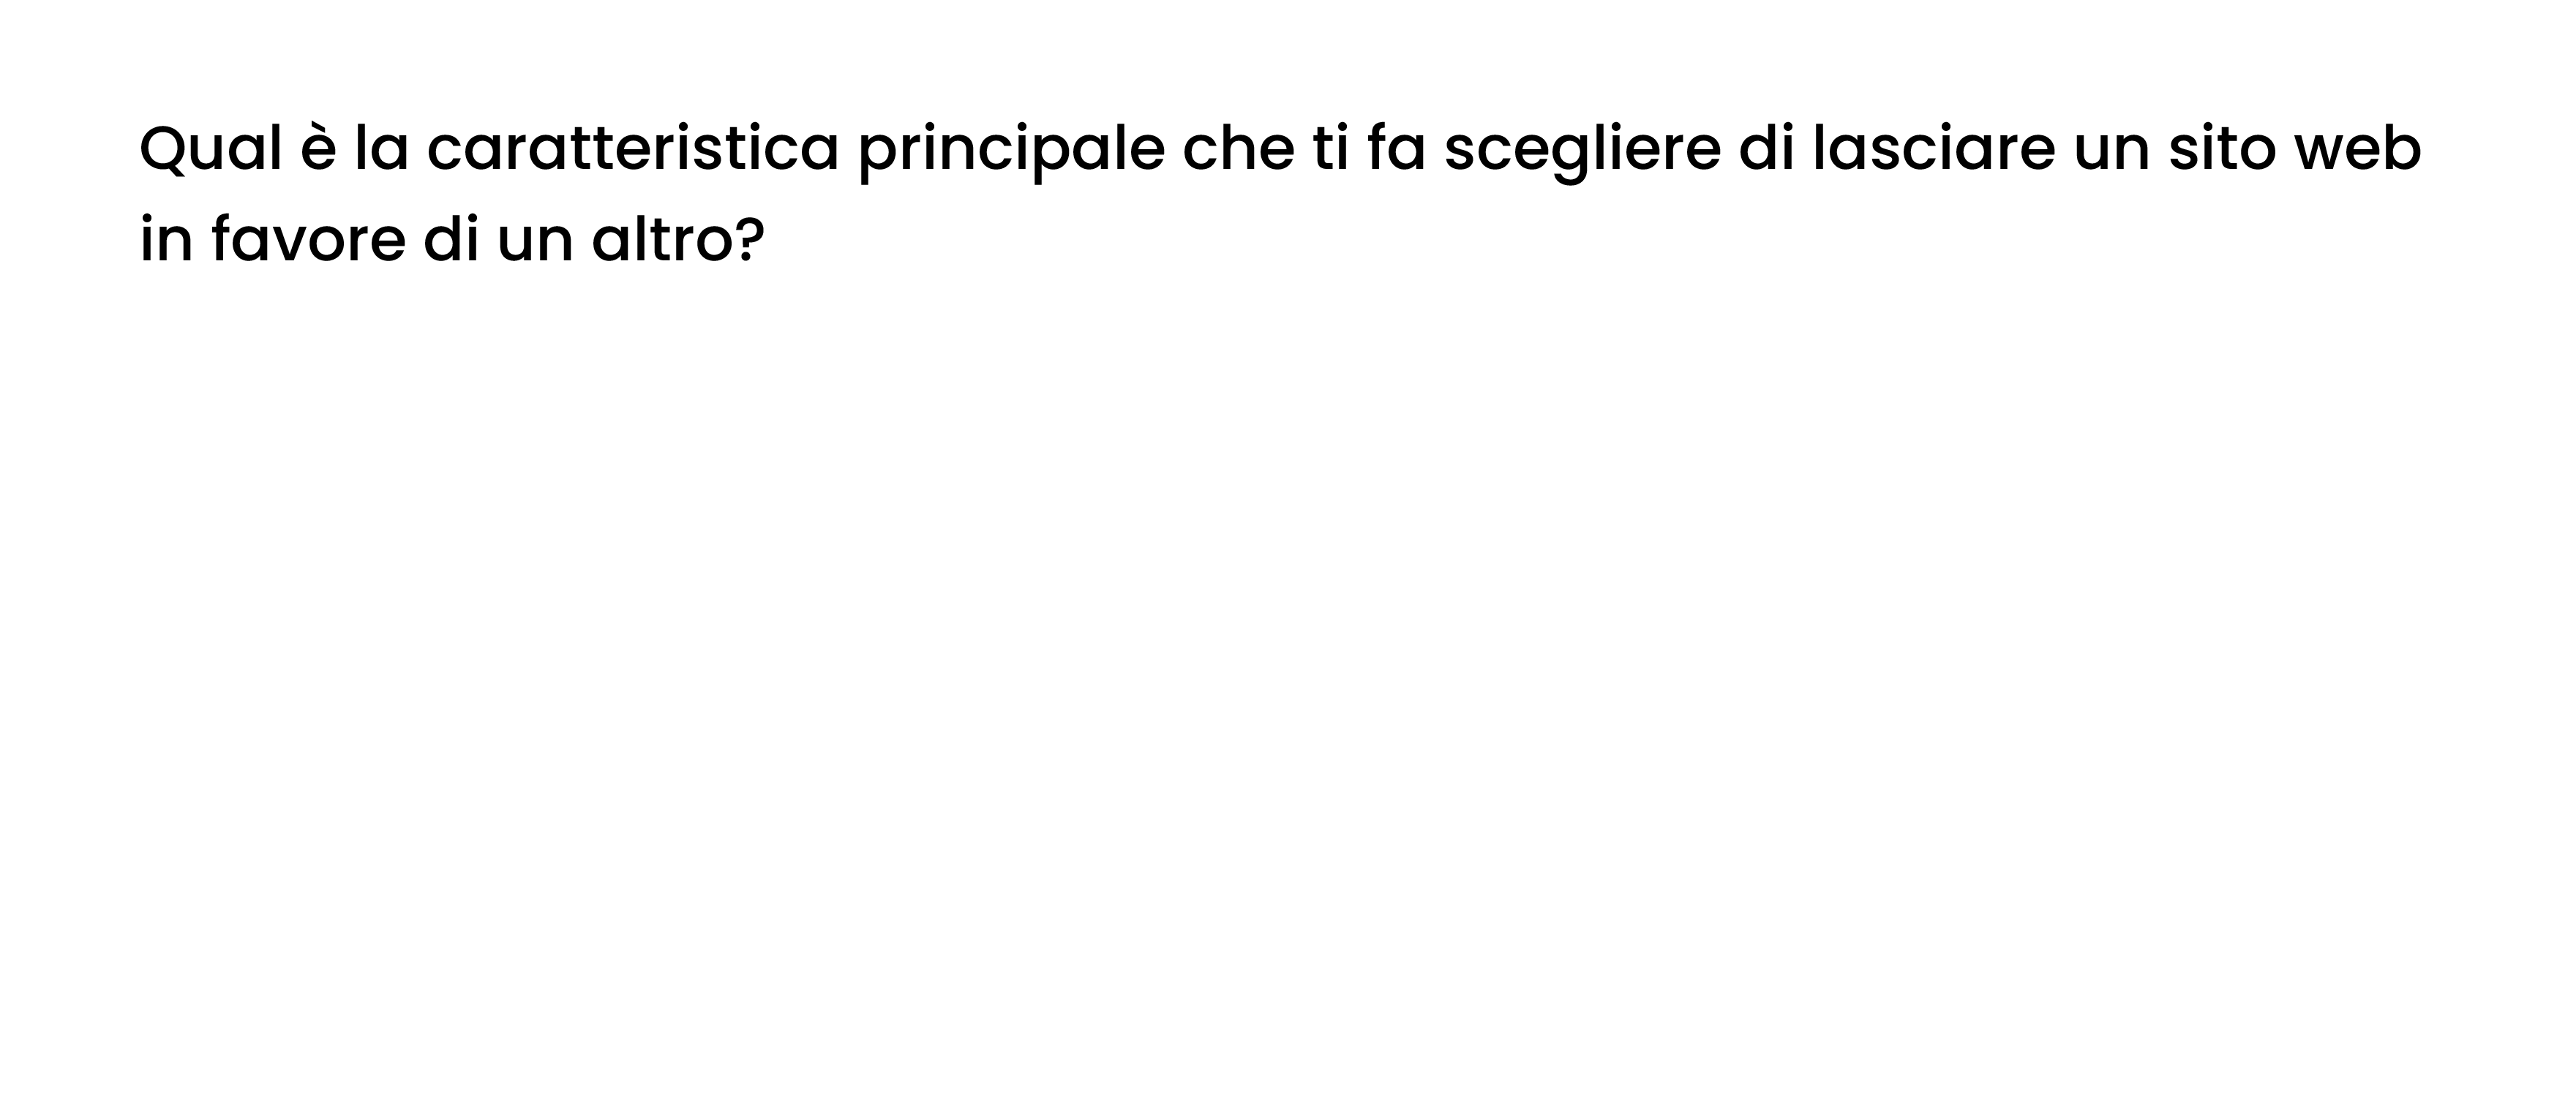 Qual è la caratteristica principale che ti fa scegliere di lasciare un sito web
in favore di un altro?